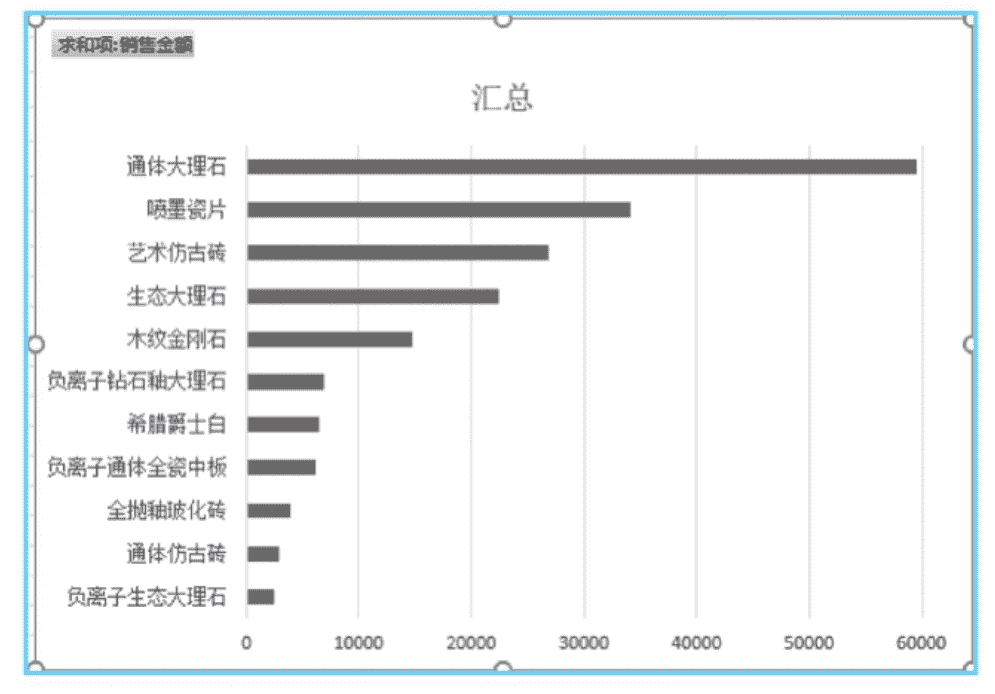 求和项:销售金额
汇总
通体大理石
喷墨瓷片
艺术仿古砖
生态大理石
木纹金刚石
负离子钻石釉大理石
希腊爵士白
负离子通体全瓷中板
全抛釉玻化砖
通体仿古砖
负离子生态大理石
0 10000 20000 30000 40000 50000 60000